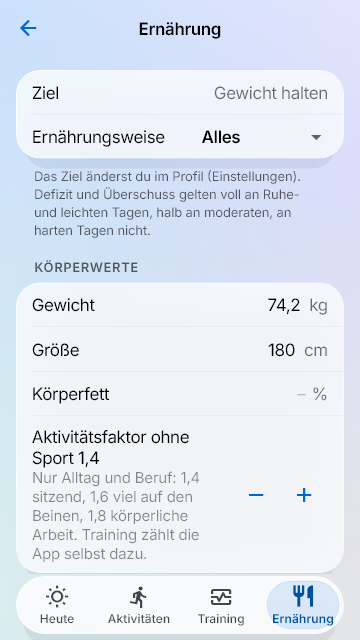 Ernährung
Ziel Gewicht halten
Ernährungsweise Alles
Das Ziel änderst du im Profil (Einstellungen).
Defizit und Überschuss gelten voll an Ruhe-
und leichten Tagen, halb an moderaten, an
harten Tagen nicht.
KÖRPERWERTE
Gewicht 74,2 kg
Größe 180 cm
Körperfett – %
Aktivitätsfaktor ohne
Sport 1,4
Nur Alltag und Beruf: 1,4
sitzend, 1,6 viel auf den
Beinen, 1,8 körperliche
Arbeit. Training zählt die
App selbst dazu.
Heute Aktivitäten Training Ernährung